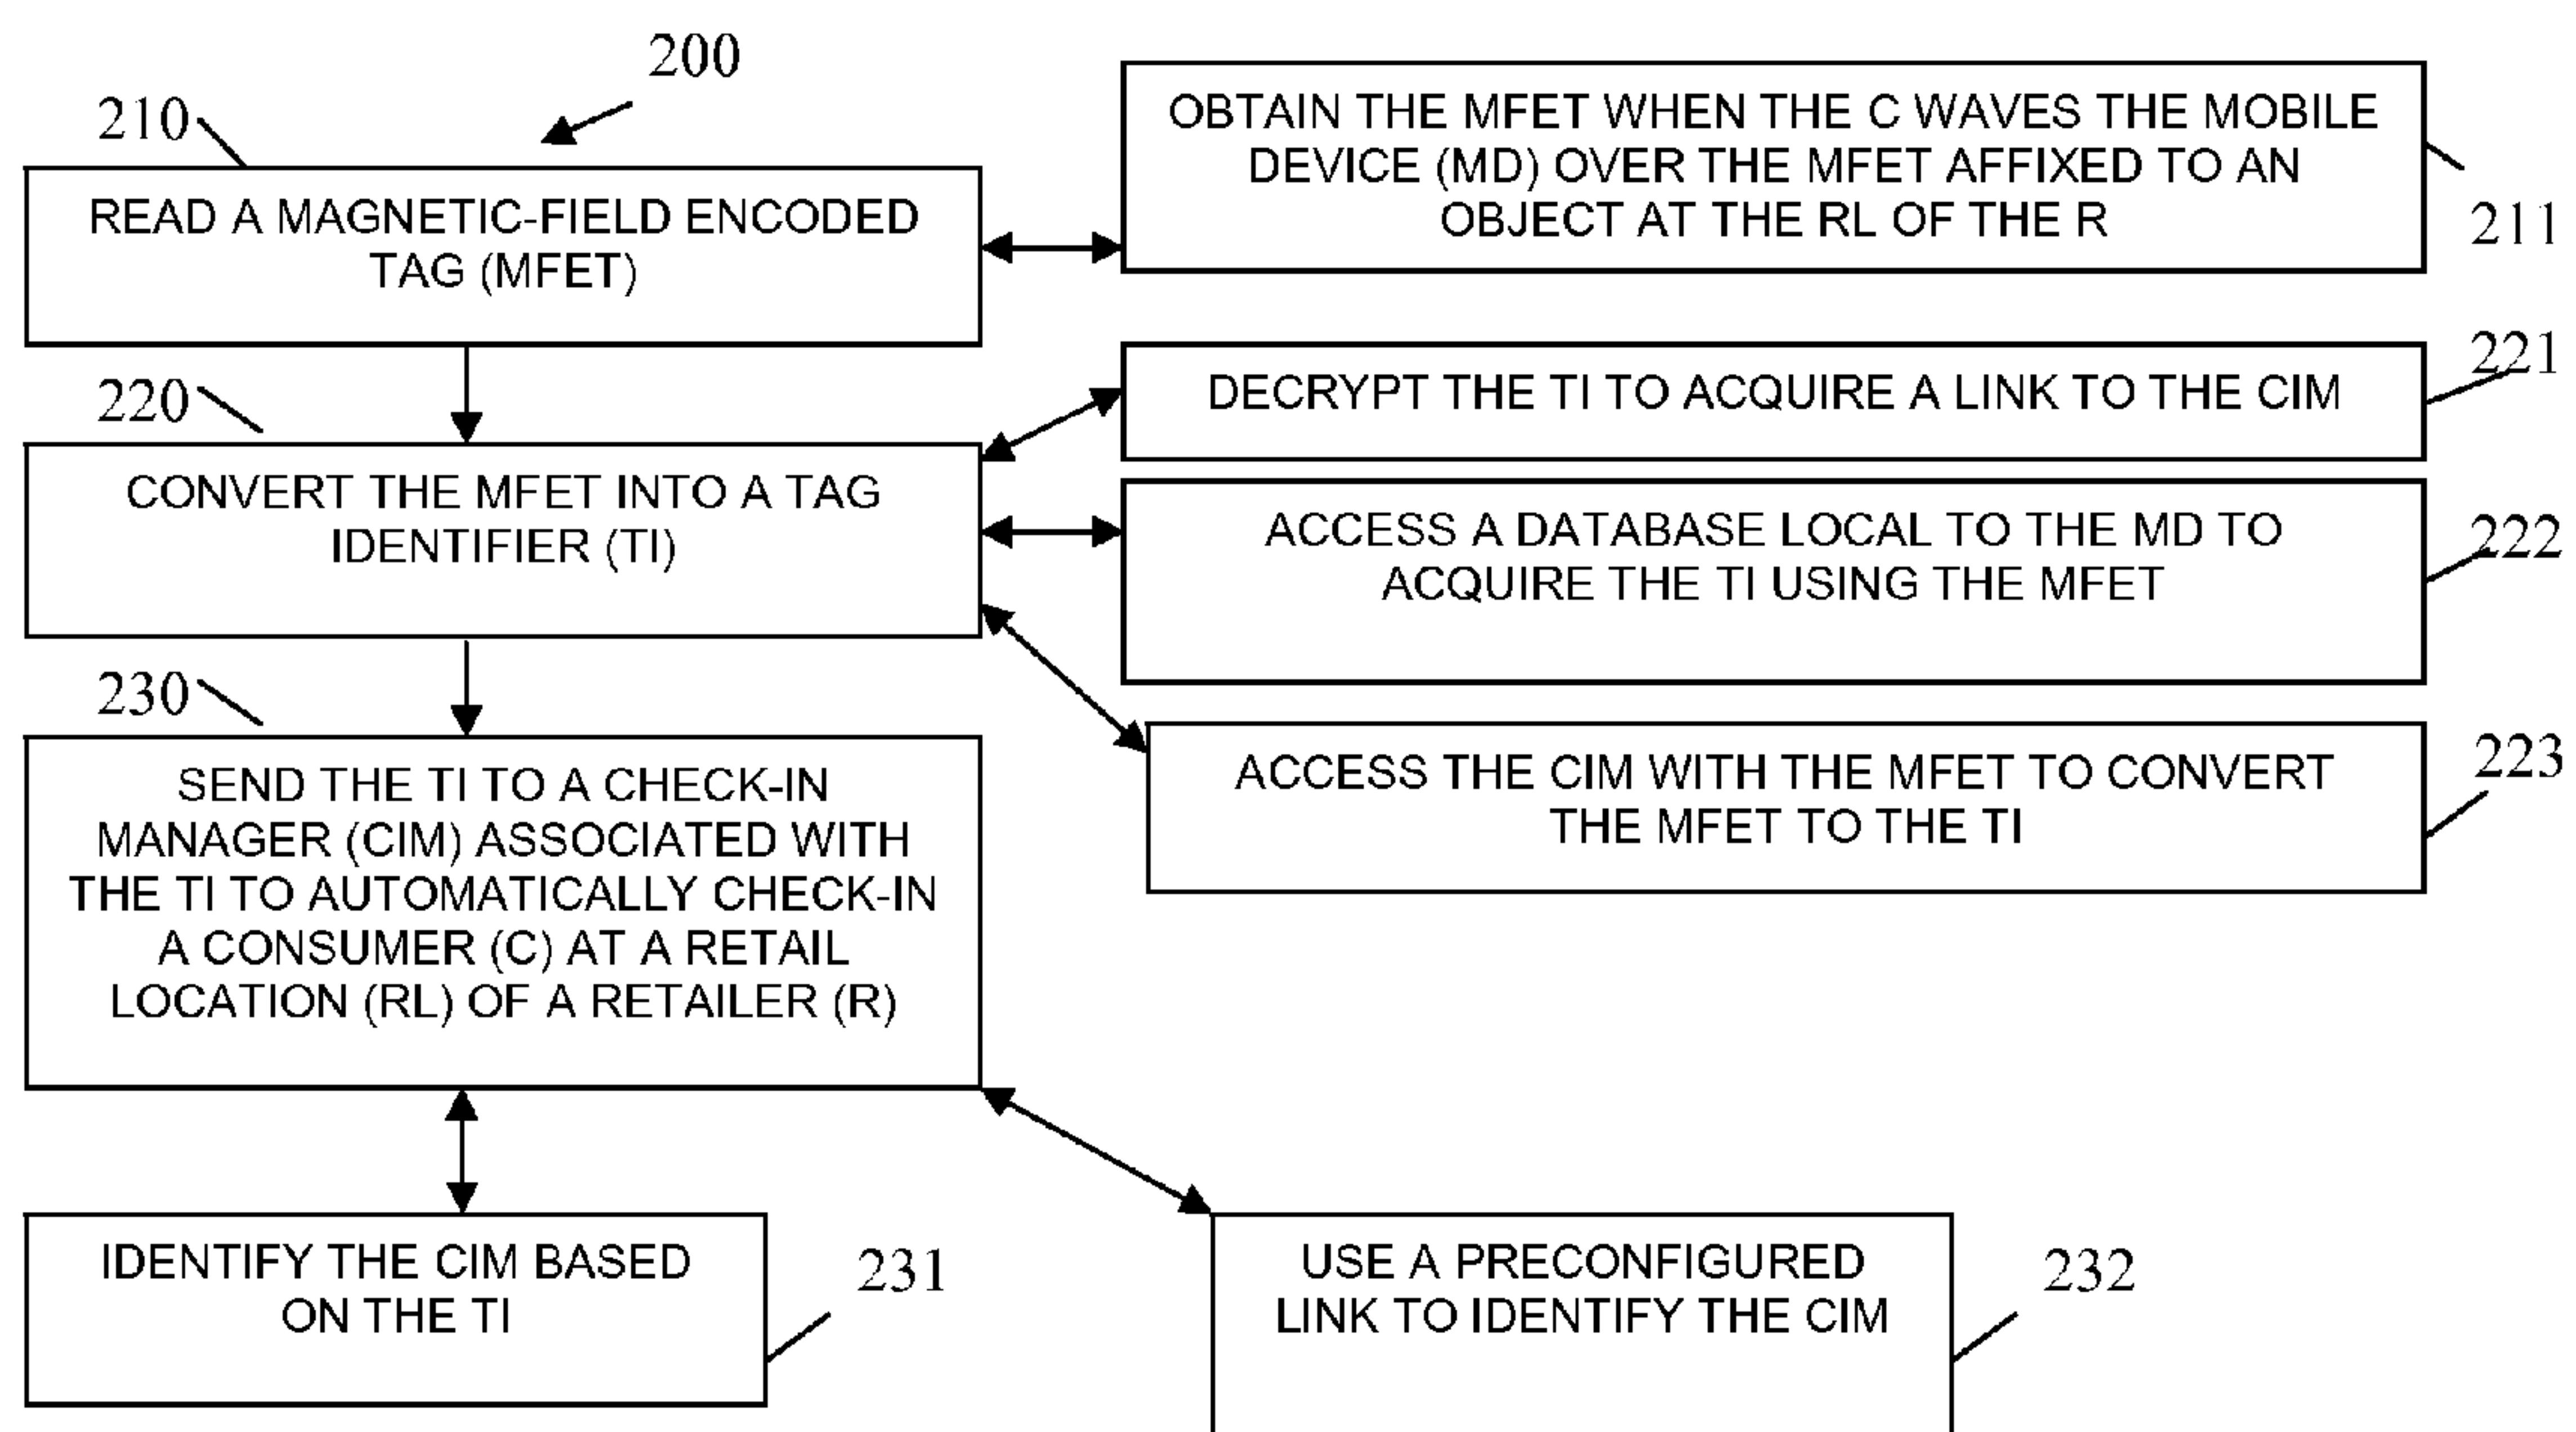 200
210
READ A MAGNETIC-FIELD ENCODED
TAG (MFET)
OBTAIN THE MFET WHEN THE C WAVES THE MOBILE
DEVICE (MD) OVER THE MFET AFFIXED TO AN
OBJECT AT THE RL OF THE R
211
220
CONVERT THE MFET INTO A TAG
IDENTIFIER (TI)
DECRYPT THE TI TO ACQUIRE A LINK TO THE CIM
221
ACCESS A DATABASE LOCAL TO THE MD TO
ACQUIRE THE TI USING THE MFET
222
ACCESS THE CIM WITH THE MFET TO CONVERT
THE MFET TO THE TI
223
230
SEND THE TI TO A CHECK-IN
MANAGER (CIM) ASSOCIATED WITH
THE TI TO AUTOMATICALLY CHECK-IN
A CONSUMER (C) AT A RETAIL
LOCATION (RL) OF A RETAILER (R)
IDENTIFY THE CIM BASED
ON THE TI
231
USE A PRECONFIGURED
LINK TO IDENTIFY THE CIM
232